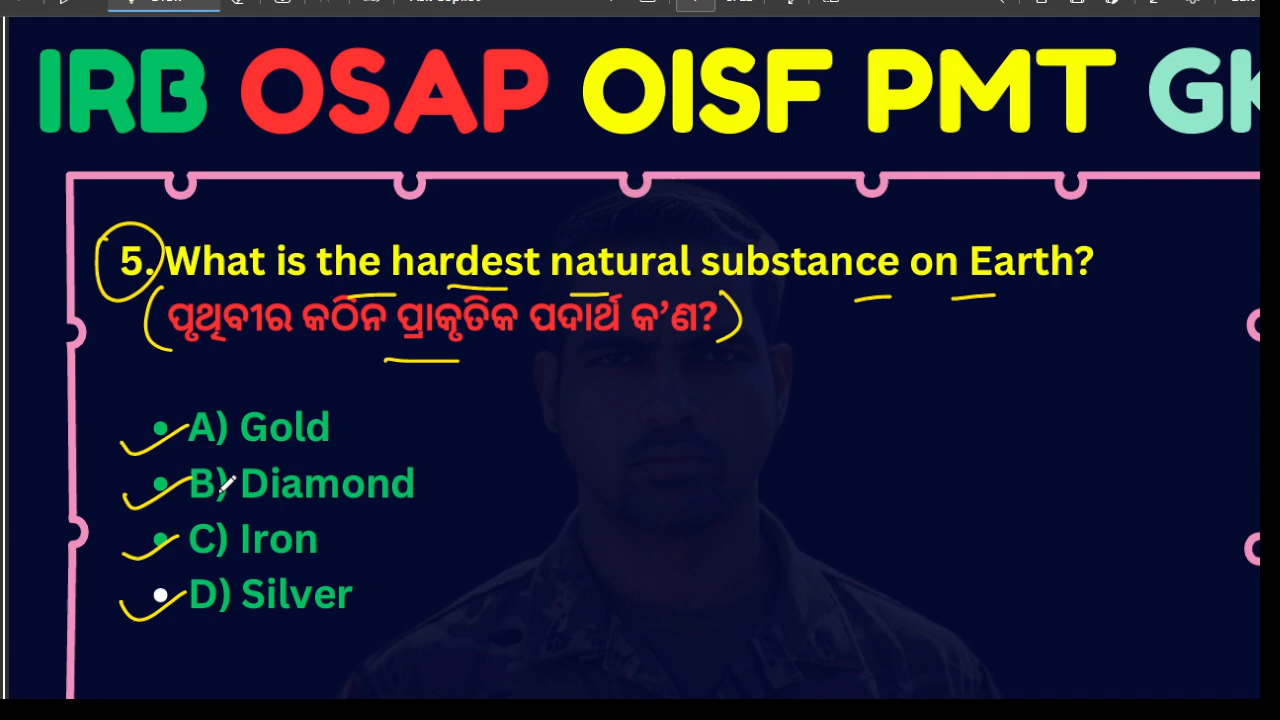 IRB OSAP OISF PMT GK
5. What is the hardest natural substance on Earth?
ପୃଥିବୀର କଠିନ ପ୍ରାକୃତିକ ପଦାର୍ଥ କ'ଣ?
A) Gold
B) Diamond
C) Iron
D) Silver